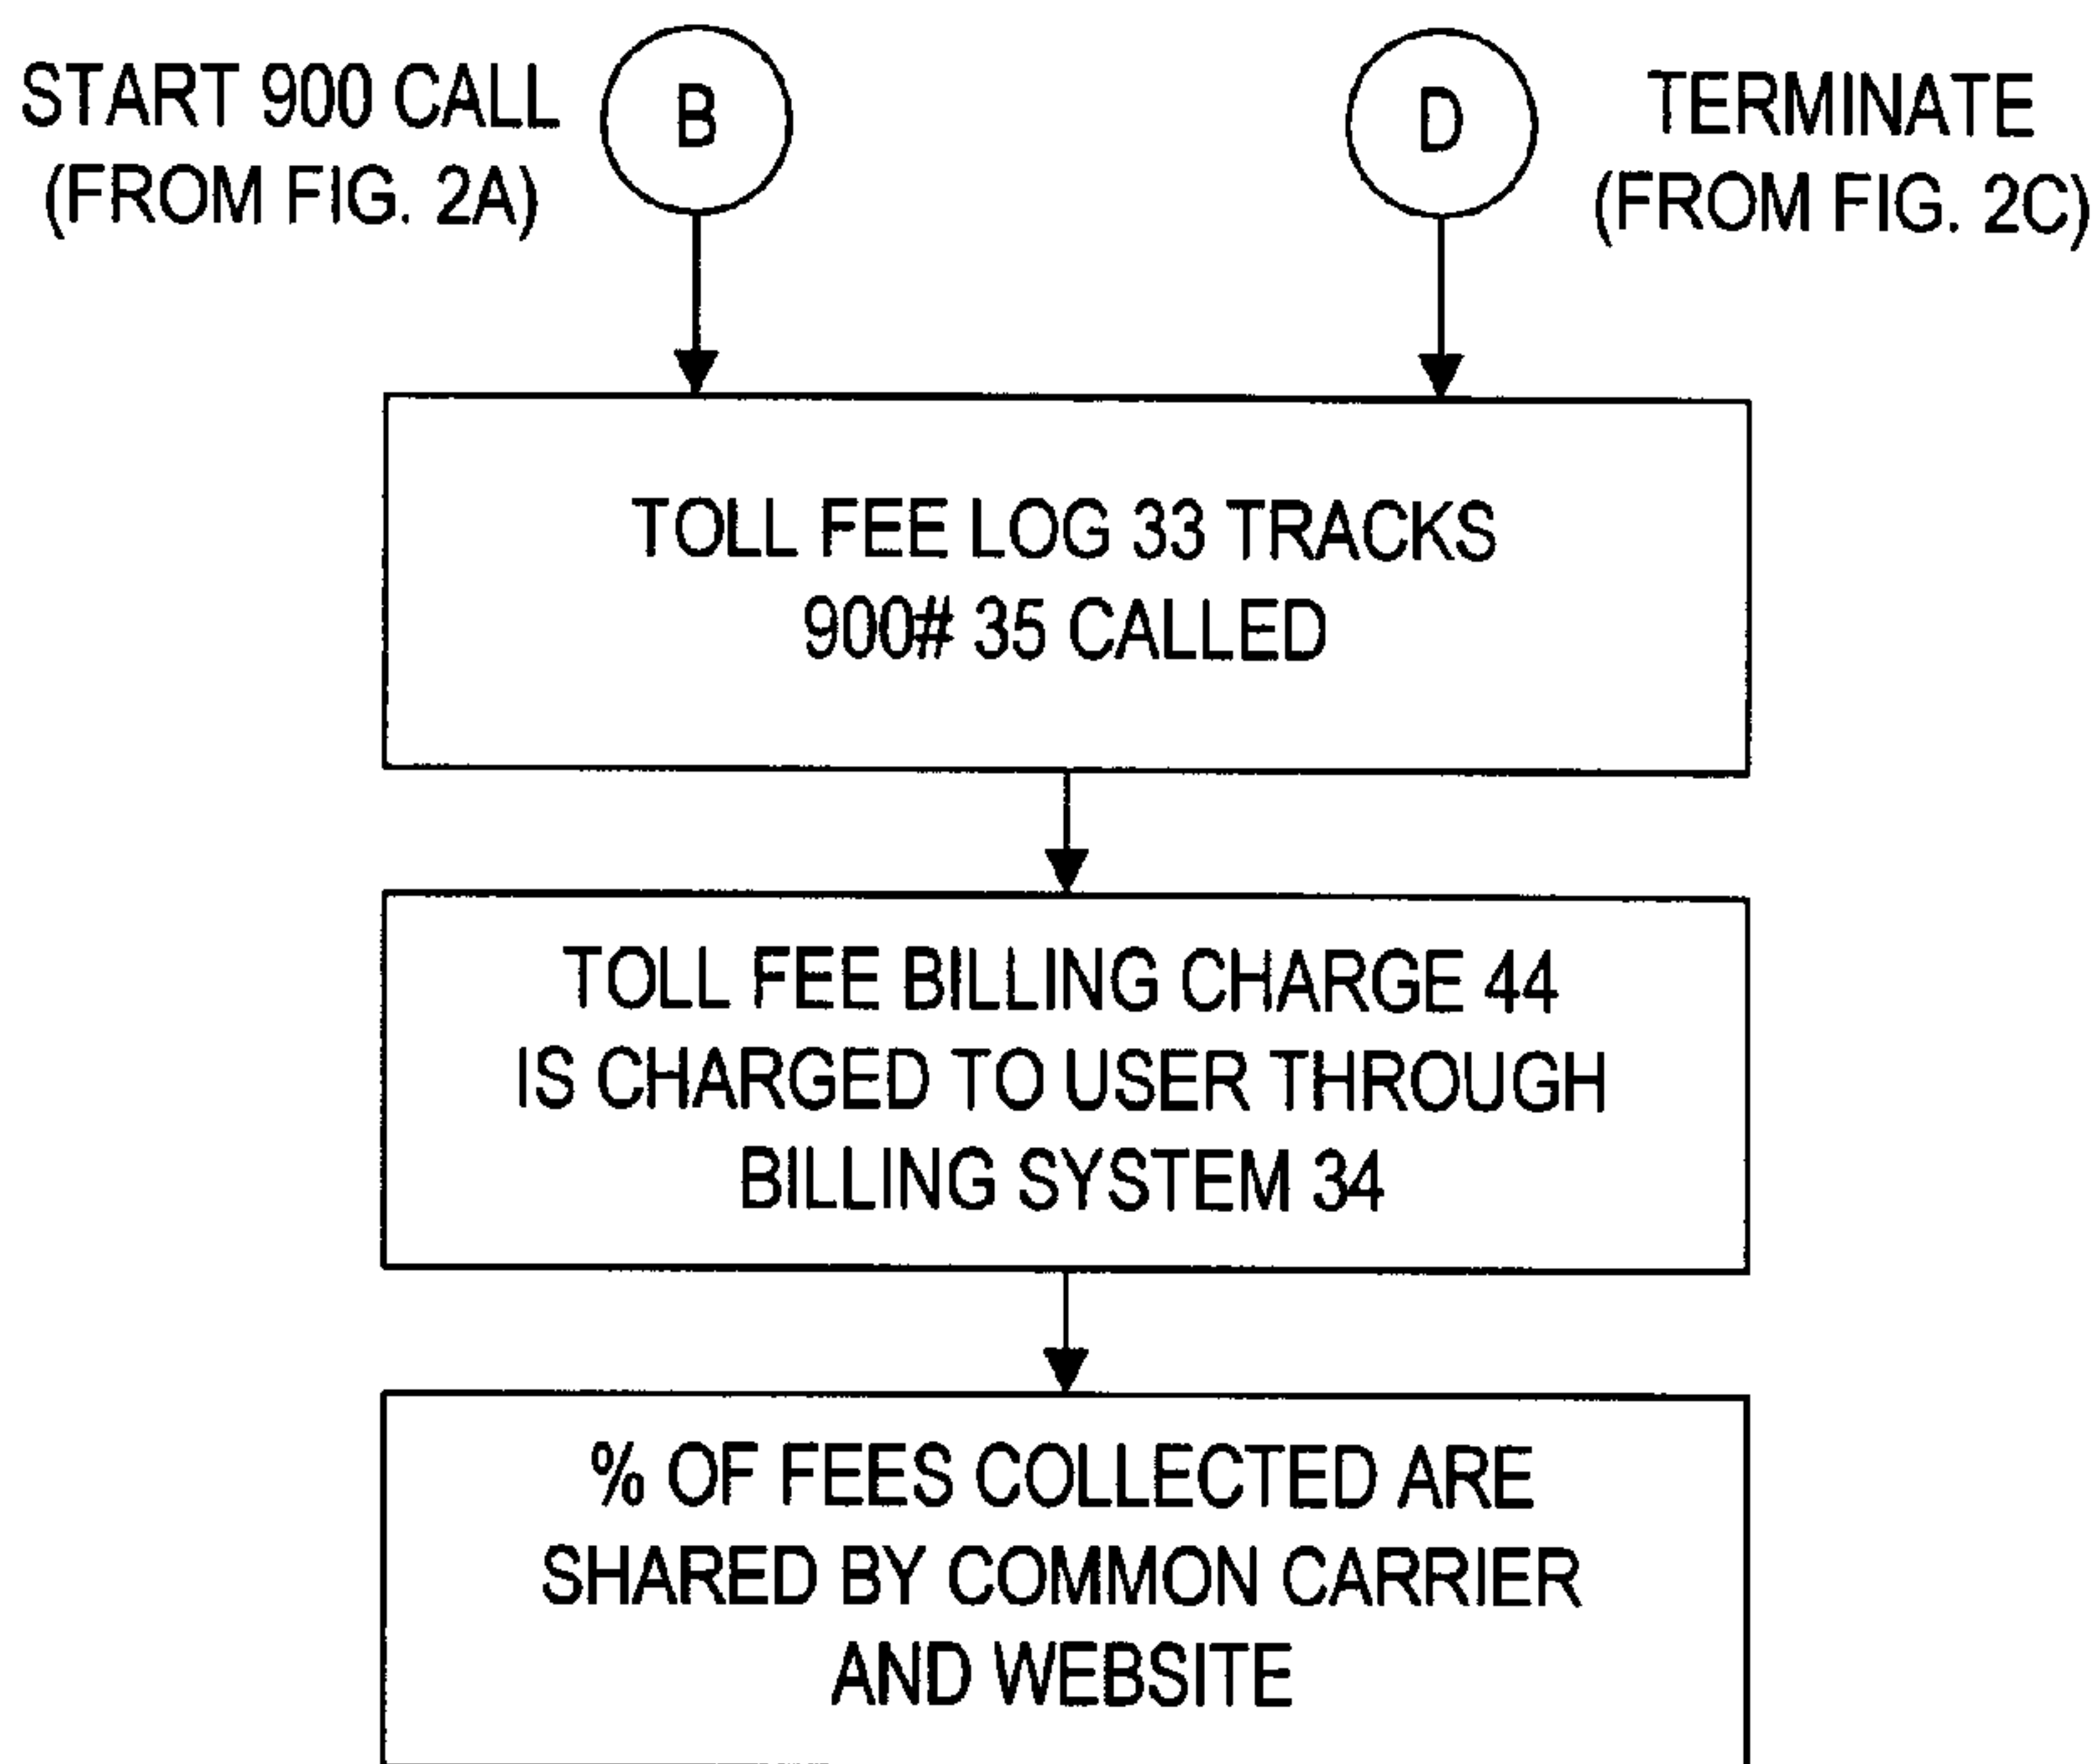 START 900 CALL
(FROM FIG. 2A)
B
D
TERMINATE
(FROM FIG. 2C)
TOLL FEE LOG 33 TRACKS
900# 35 CALLED
TOLL FEE BILLING CHARGE 44
IS CHARGED TO USER THROUGH
BILLING SYSTEM 34
% OF FEES COLLECTED ARE
SHARED BY COMMON CARRIER
AND WEBSITE